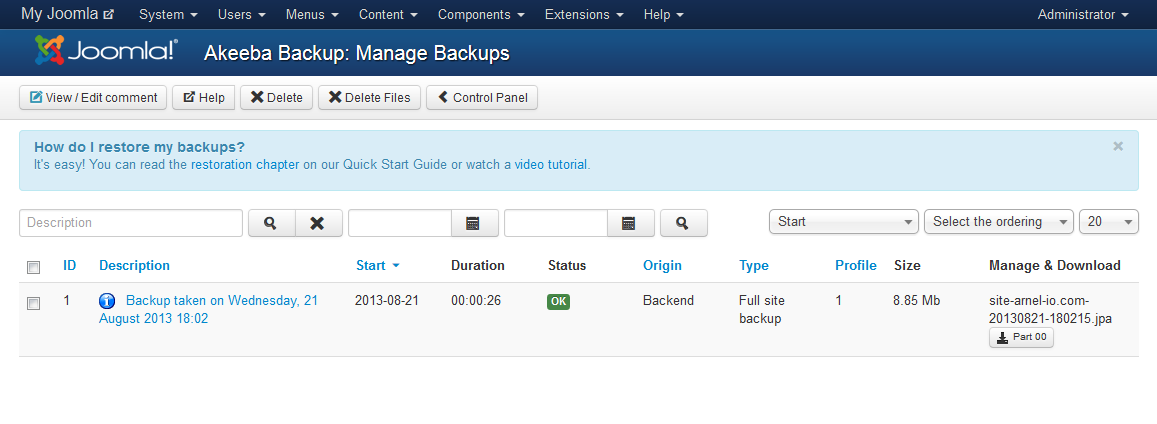 My Joomla System Users Menus Content Components Extensions Help Administrator
Joomla!® Akeeba Backup: Manage Backups
View / Edit comment Help Delete Delete Files Control Panel
How do I restore my backups? ×
It's easy! You can read the restoration chapter on our Quick Start Guide or watch a video tutorial.
Description Start Select the ordering 20
ID Description Start Duration Status Origin Type Profile Size Manage & Download
1 Backup taken on Wednesday, 21 2013-08-21 00:00:26 OK Backend Full site 1 8.85 Mb site-arnel-io.com-
August 2013 18:02 backup 20130821-180215.jpa
Part 00